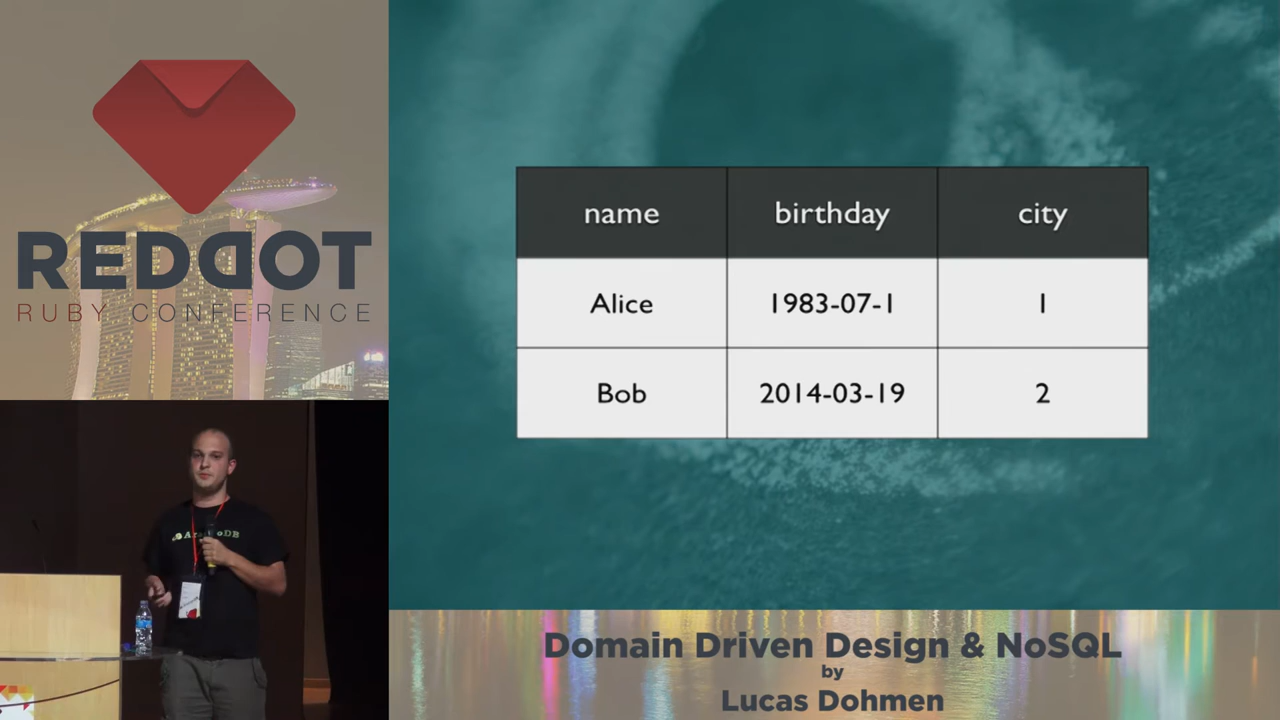 REDDOT
RUBY CONFERENCE
name birthday city
Alice 1983-07-1 1
Bob 2014-03-19 2
Domain Driven Design & NoSQL
by
Lucas Dohmen